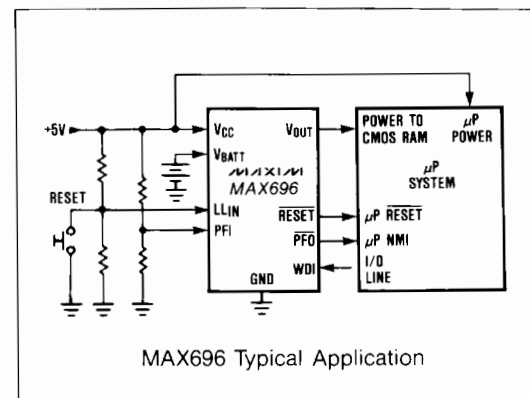 +5V
RESET
VCC
VBATT
LLIN
PFI
VOUT
MAXIM
MAX696
RESET
PFO
WDI
GND
POWER TO
CMOS RAM
μP
POWER
μP
SYSTEM
μP RESET
μP NMI
I/O
LINE
MAX696 Typical Application